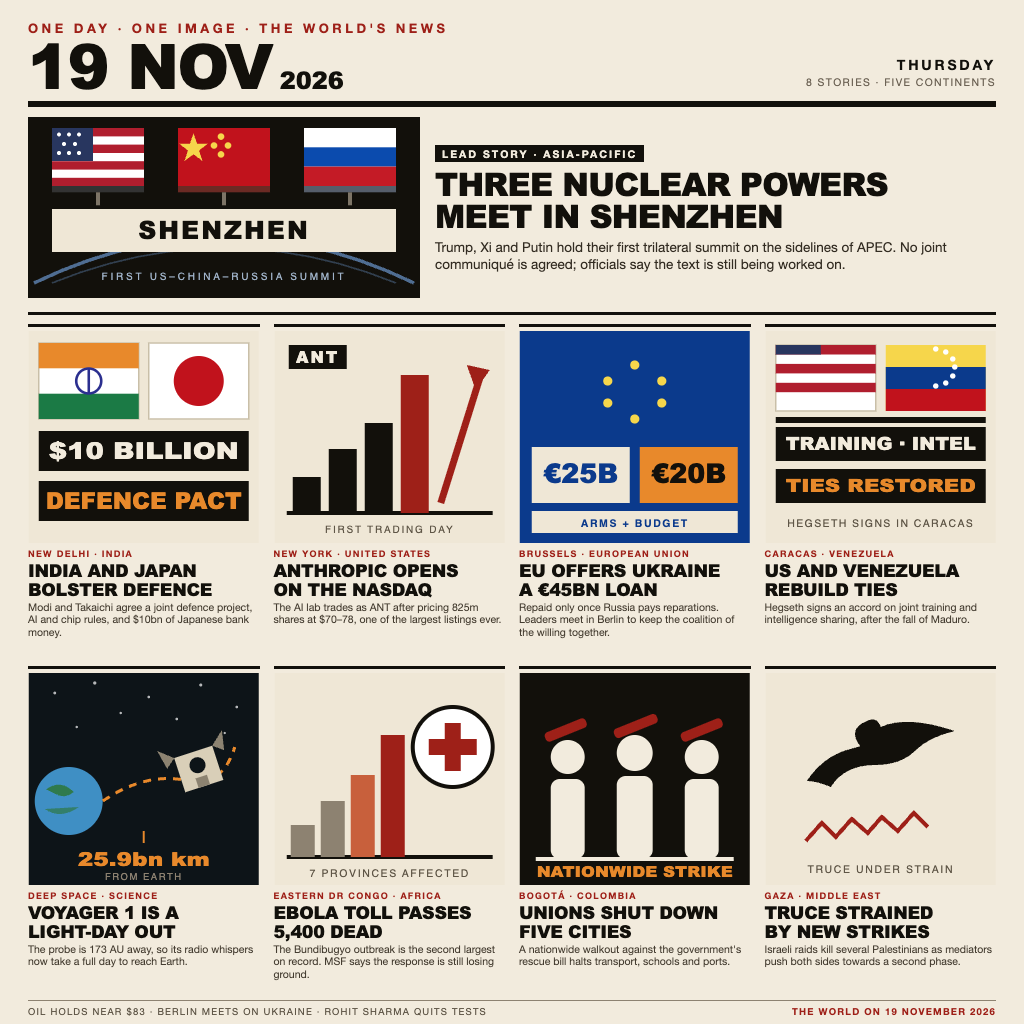 ONE DAY · ONE IMAGE · THE WORLD'S NEWS
19 NOV 2026
THURSDAY
8 STORIES · FIVE CONTINENTS
SHENZHEN
FIRST US–CHINA–RUSSIA SUMMIT
LEAD STORY · ASIA-PACIFIC
THREE NUCLEAR POWERS
MEET IN SHENZHEN
Trump, Xi and Putin hold their first trilateral summit on the sidelines of APEC. No joint
communiqué is agreed; officials say the text is still being worked on.
$10 BILLION
DEFENCE PACT
NEW DELHI · INDIA
INDIA AND JAPAN
BOLSTER DEFENCE
Modi and Takaichi agree a joint defence project,
AI and chip rules, and $10bn of Japanese bank
money.
ANT
FIRST TRADING DAY
NEW YORK · UNITED STATES
ANTHROPIC OPENS
ON THE NASDAQ
The AI lab trades as ANT after pricing 825m
shares at $70–78, one of the largest listings ever.
€25B
€20B
ARMS + BUDGET
BRUSSELS · EUROPEAN UNION
EU OFFERS UKRAINE
A €45BN LOAN
Repaid only once Russia pays reparations.
Leaders meet in Berlin to keep the coalition of
the willing together.
TRAINING · INTEL
TIES RESTORED
HEGSETH SIGNS IN CARACAS
CARACAS · VENEZUELA
US AND VENEZUELA
REBUILD TIES
Hegseth signs an accord on joint training and
intelligence sharing, after the fall of Maduro.
25.9bn km
FROM EARTH
DEEP SPACE · SCIENCE
VOYAGER 1 IS A
LIGHT-DAY OUT
The probe is 173 AU away, so its radio whispers
now take a full day to reach Earth.
7 PROVINCES AFFECTED
EASTERN DR CONGO · AFRICA
EBOLA TOLL PASSES
5,400 DEAD
The Bundibugyo outbreak is the second largest
on record. MSF says the response is still losing
ground.
NATIONWIDE STRIKE
BOGOTÁ · COLOMBIA
UNIONS SHUT DOWN
FIVE CITIES
A nationwide walkout against the government's
rescue bill halts transport, schools and ports.
TRUCE UNDER STRAIN
GAZA · MIDDLE EAST
TRUCE STRAINED
BY NEW STRIKES
Israeli raids kill several Palestinians as mediators
push both sides towards a second phase.
OIL HOLDS NEAR $83 · BERLIN MEETS ON UKRAINE · ROHIT SHARMA QUITS TESTS
THE WORLD ON 19 NOVEMBER 2026